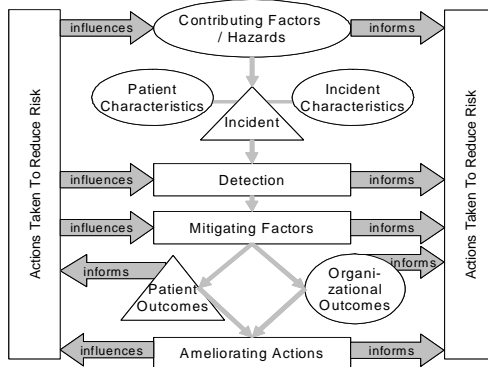 influences
Contributing Factors
/ Hazards
informs
Patient
Characteristics
Incident
Characteristics
Incident
Actions Taken To Reduce Risk
Actions Taken To Reduce Risk
influences
Detection
informs
influences
Mitigating Factors
informs
informs
Patient
Outcomes
Organi-
zational
Outcomes
informs
influences
Ameliorating Actions
informs